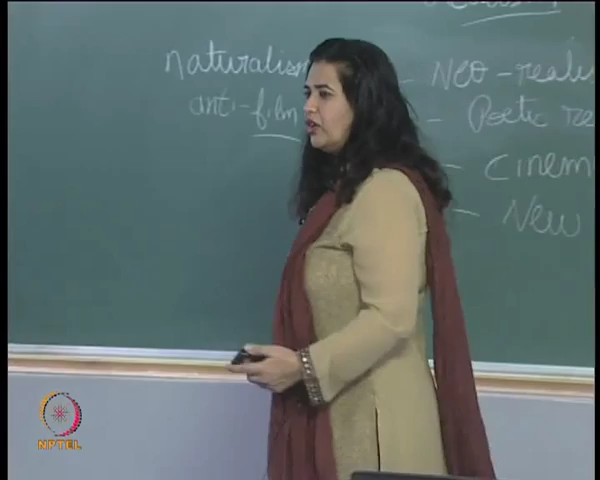 naturalism - Neo-reali
anti-film - Poetic re
- Cinem
- New
NPTEL